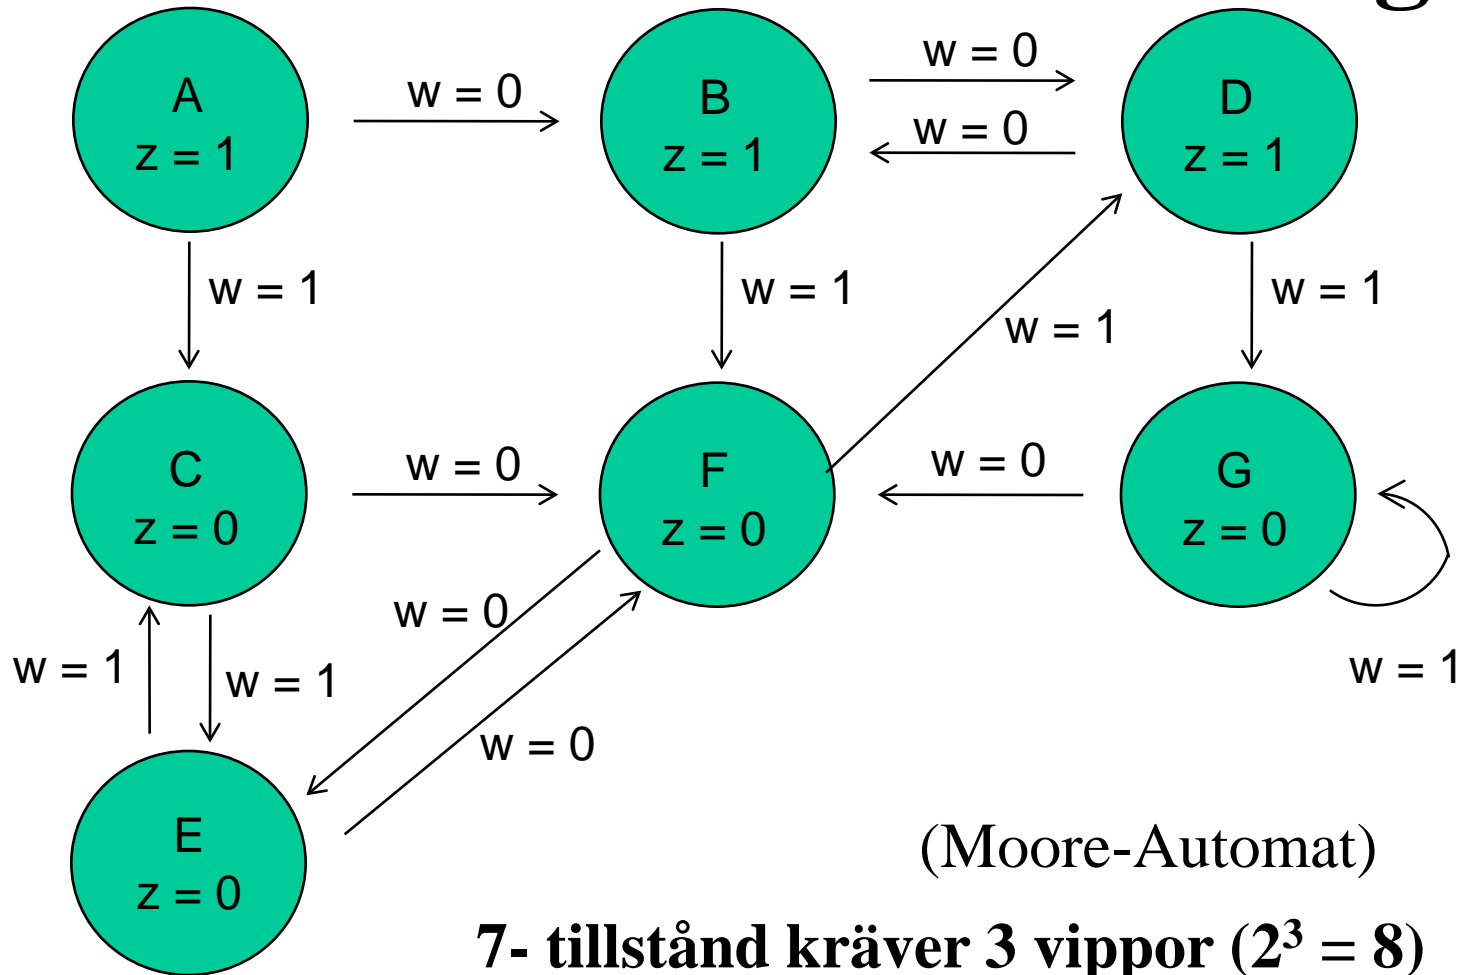 g
w = 0
A
z = 1
w = 0
B
z = 1
w = 0
D
z = 1
w = 1
w = 1
w = 1
w = 1
C
z = 0
w = 0
F
z = 0
w = 0
G
z = 0
w = 0
w = 1
w = 1
w = 1
w = 0
E
z = 0
(Moore-Automat)
7- tillstånd kräver 3 vippor (2³ = 8)